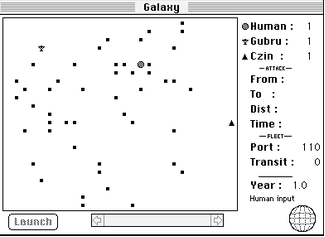 Galaxy
Human : 1
Gubru : 1
Czin : 1
—ATTACK—
From :
To :
Dist :
Time :
—FLEET—
Port : 110
Transit : 0
Year : 1.0
Human input
Launch